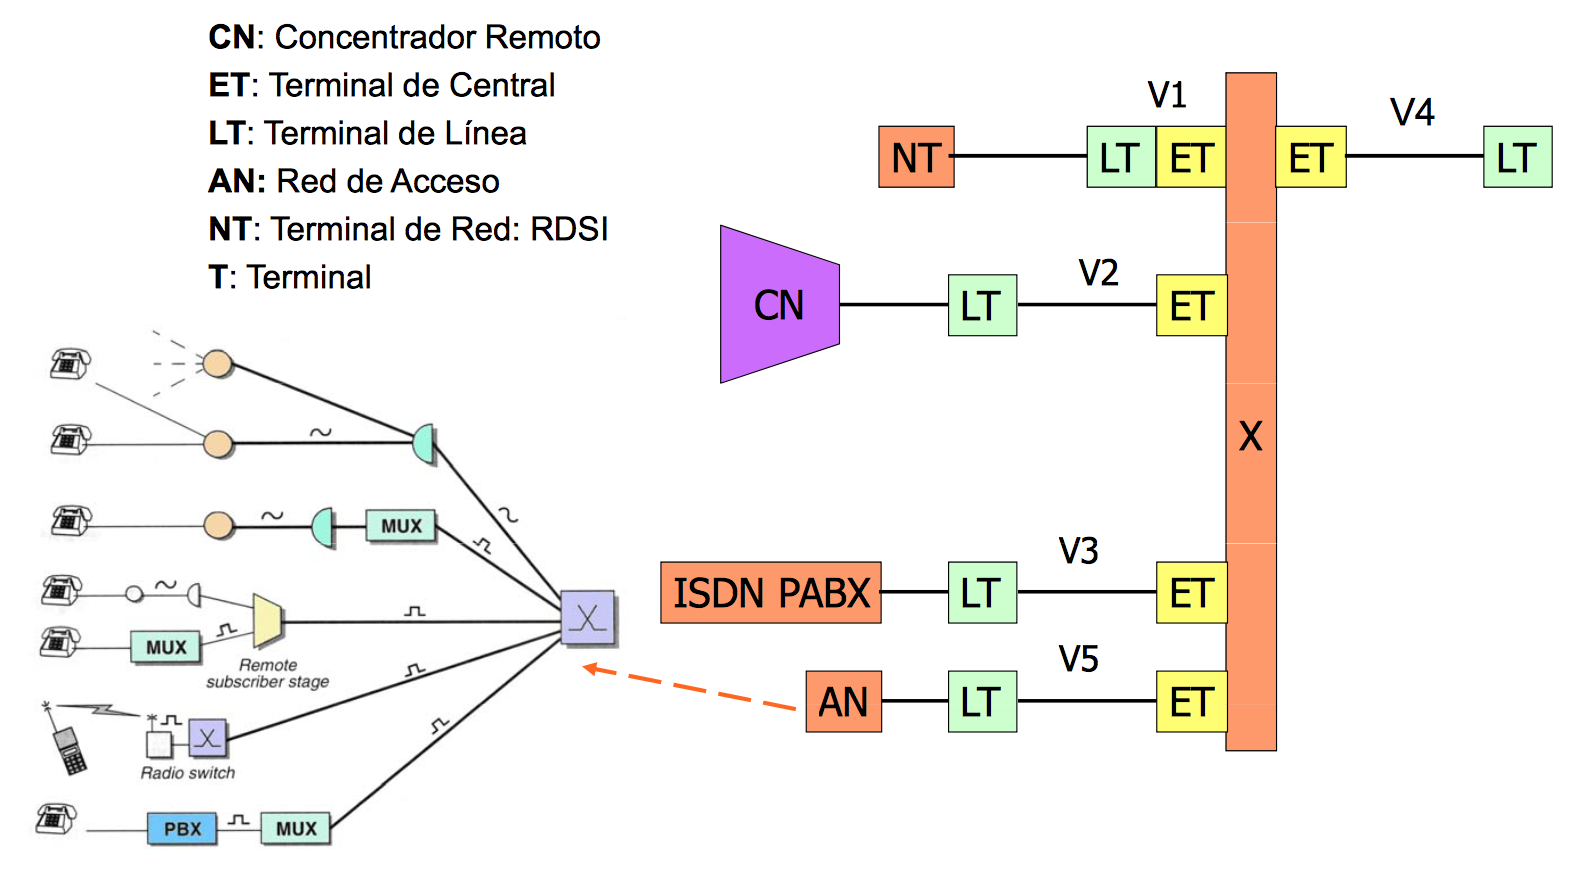 CN: Concentrador Remoto
ET: Terminal de Central
LT: Terminal de Línea
AN: Red de Acceso
NT: Terminal de Red: RDSI
T: Terminal
V1
V4
NT
LT
ET
ET
LT
V2
CN
LT
ET
X
V3
ISDN PABX
LT
ET
V5
AN
LT
ET
MUX
MUX
Remote
subscriber stage
Radio switch
PBX
MUX